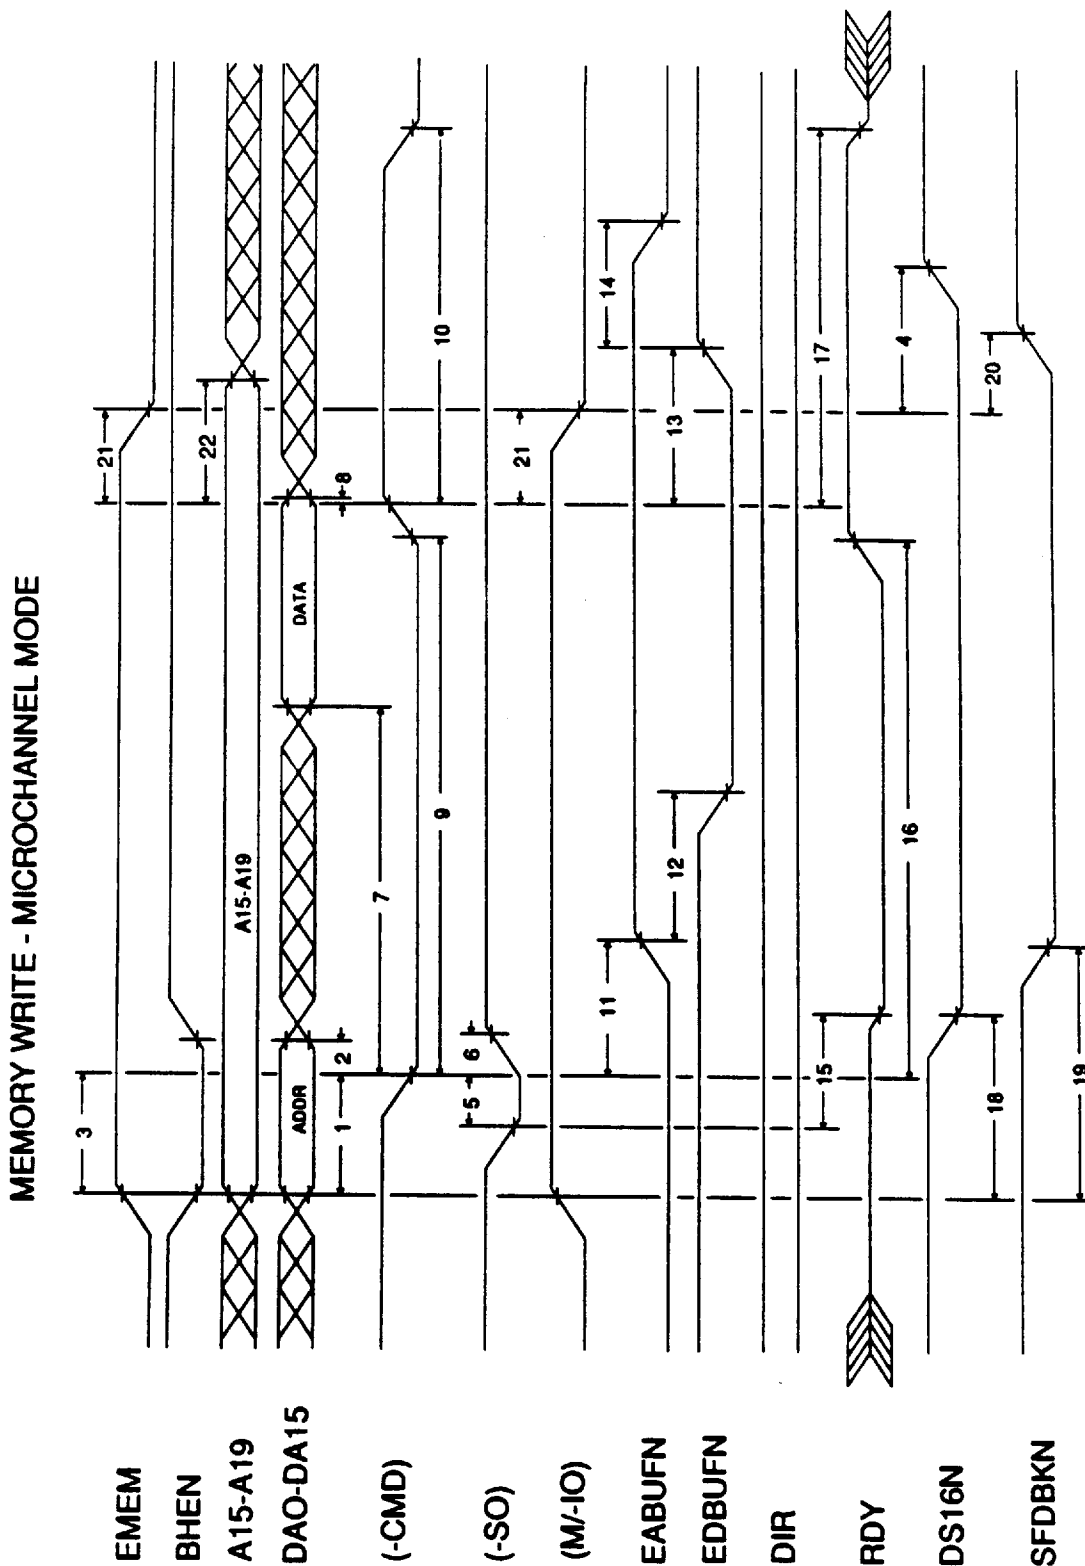 MEMORY WRITE - MICROCHANNEL MODE
EMEM
3
21
BHEN
A15-A19
A15-A19
22
DAO-DA15
ADDR
DATA
1
2
8
(-CMD)
7
9
10
(-SO)
5
6
21
(M/-IO)
EABUFN
11
14
EDBUFN
12
13
DIR
RDY
15
16
17
DS16N
18
4
SFDBKN
19
20